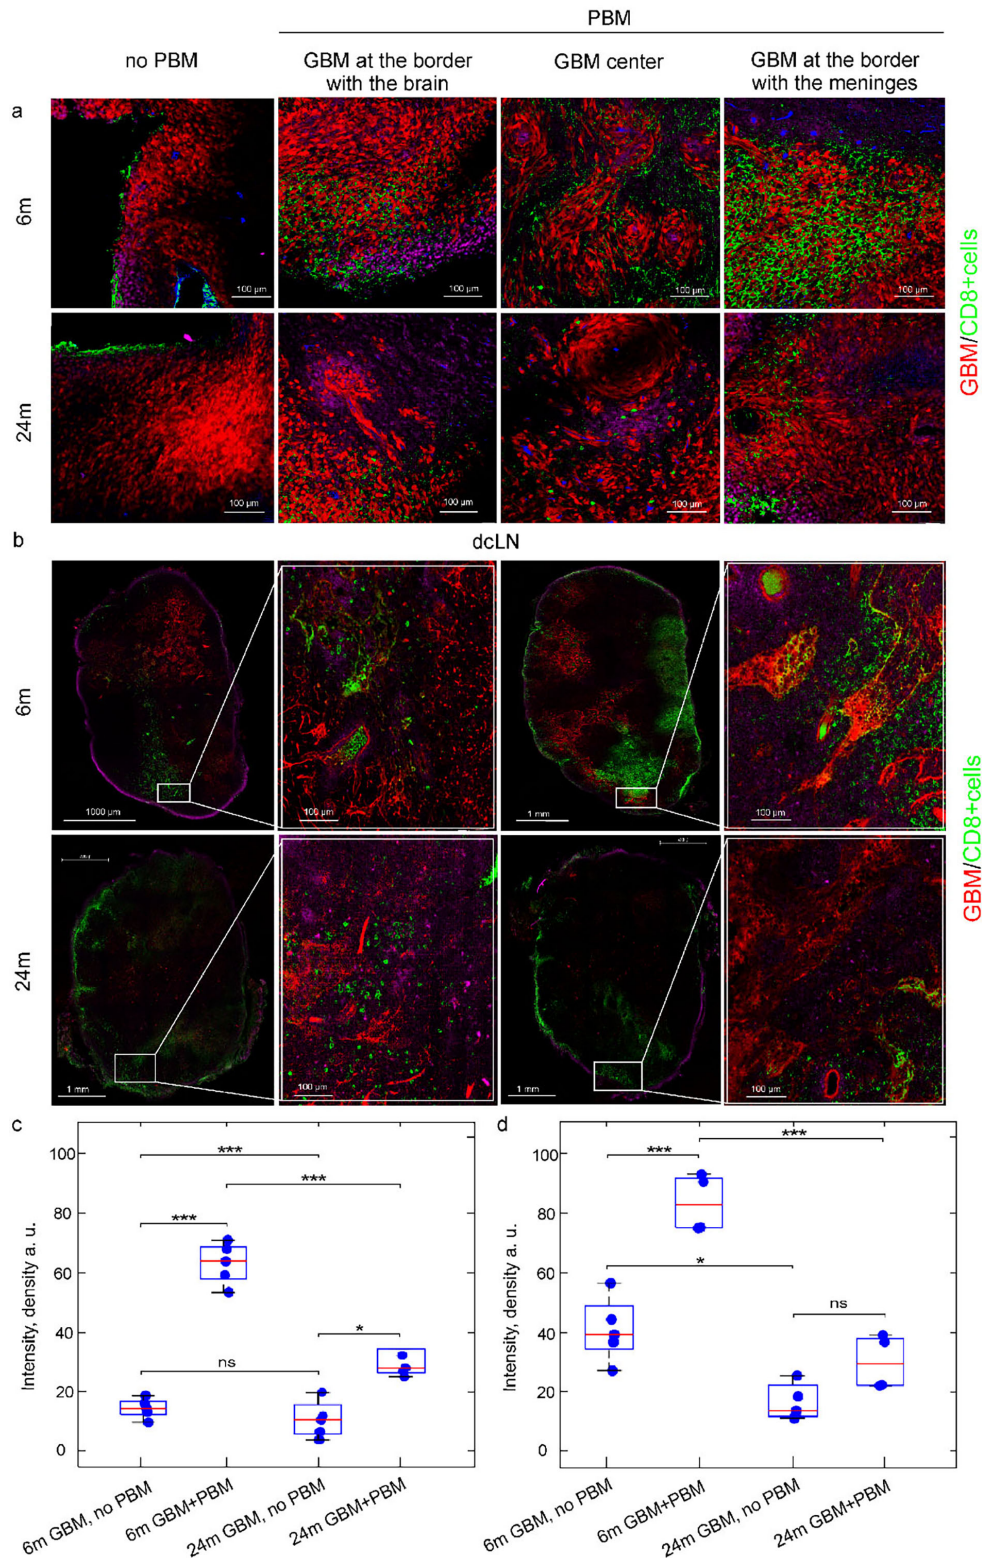 PBM
no PBM
GBM at the border
with the brain
GBM center
GBM at the border
with the meninges
a
6m
100 µm
100 µm
100 µm
100 µm
24m
100 µm
100 µm
100 µm
100 µm
GBM/CD8+cells
b
dcLN
6m
1000 µm
100 µm
1 mm
100 µm
24m
1 mm
100 µm
1 mm
100 µm
GBM/CD8+cells
c
Intensity, density a. u.
100
80
60
40
20
0
***
***
***
*
ns
6m GBM, no PBM
6m GBM+PBM
24m GBM, no PBM
24m GBM+PBM
d
Intensity, density a. u.
100
80
60
40
20
0
***
***
*
ns
6m GBM, no PBM
6m GBM+PBM
24m GBM, no PBM
24m GBM+PBM